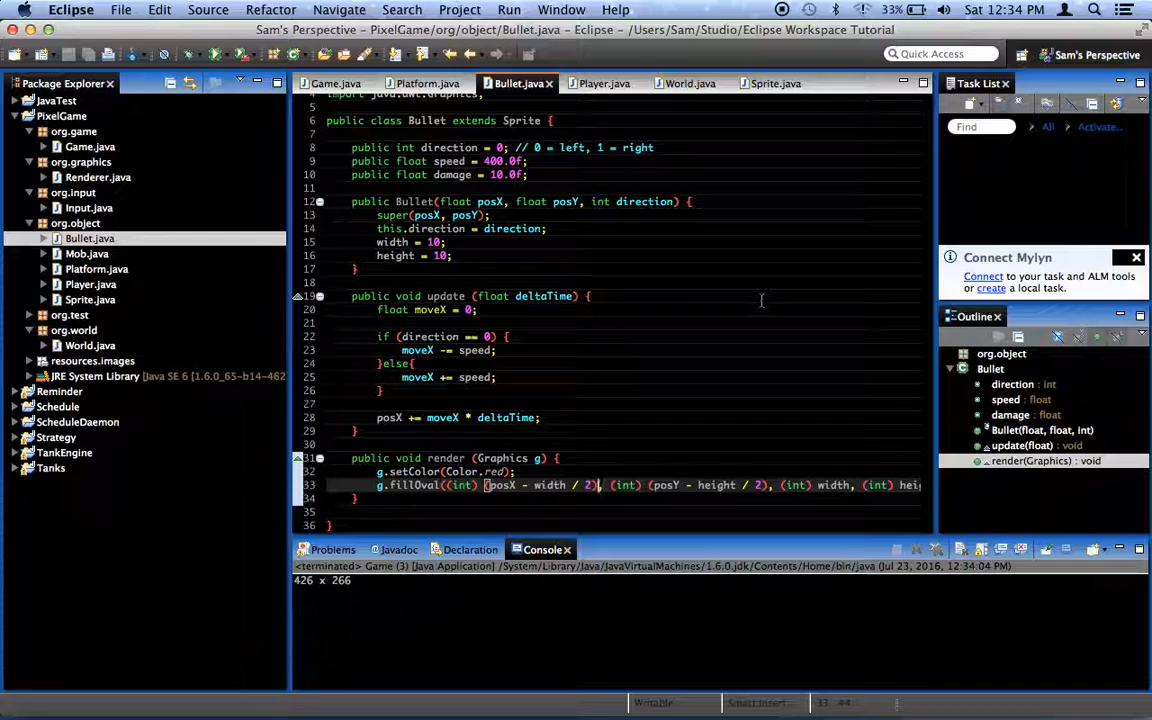 Eclipse File Edit Source Refactor Navigate Search Project Run Window Help 33% Sat 12:34 PM
Sam's Perspective - PixelGame/org/object/Bullet.java - Eclipse - /Users/Sam/Studio/Eclipse Workspace Tutorial
Quick Access Sam's Perspective
Package Explorer
JavaTest
PixelGame
org.game
Game.java
org.graphics
Renderer.java
org.input
Input.java
org.object
Bullet.java
Mob.java
Platform.java
Player.java
Sprite.java
org.test
org.world
World.java
resources.images
JRE System Library [Java SE 6 [1.6.0_65-b14-462
Reminder
Schedule
ScheduleDaemon
Strategy
TankEngine
Tanks
Game.java Platform.java Bullet.java Player.java World.java Sprite.java
4 import java.awt.Graphics;
5
6 public class Bullet extends Sprite {
7
8 public int direction = 0; // 0 = left, 1 = right
9 public float speed = 400.0f;
10 public float damage = 10.0f;
11
12 public Bullet(float posX, float posY, int direction) {
13 super(posX, posY);
14 this.direction = direction;
15 width = 10;
16 height = 10;
17 }
18
19 public void update (float deltaTime) {
20 float moveX = 0;
21
22 if (direction == 0) {
23 moveX -= speed;
24 }else{
25 moveX += speed;
26 }
27
28 posX += moveX * deltaTime;
29 }
30
31 public void render (Graphics g) {
32 g.setColor(Color.red);
33 g.fillOval((int) (posX - width / 2), (int) (posY - height / 2), (int) width, (int) heig
34 }
35
36 }
Task List
Find All Activate...
Connect Mylyn
Connect to your task and ALM tools
or create a local task.
Outline
org.object
Bullet
direction : int
speed : float
damage : float
Bullet(float, float, int)
update(float) : void
render(Graphics) : void
Problems Javadoc Declaration Console
<terminated> Game (3) [Java Application] /System/Library/Java/JavaVirtualMachines/1.6.0.jdk/Contents/Home/bin/java (Jul 23, 2016, 12:34:04 PM)
426 x 266
Writable Smart Insert 33 : 44